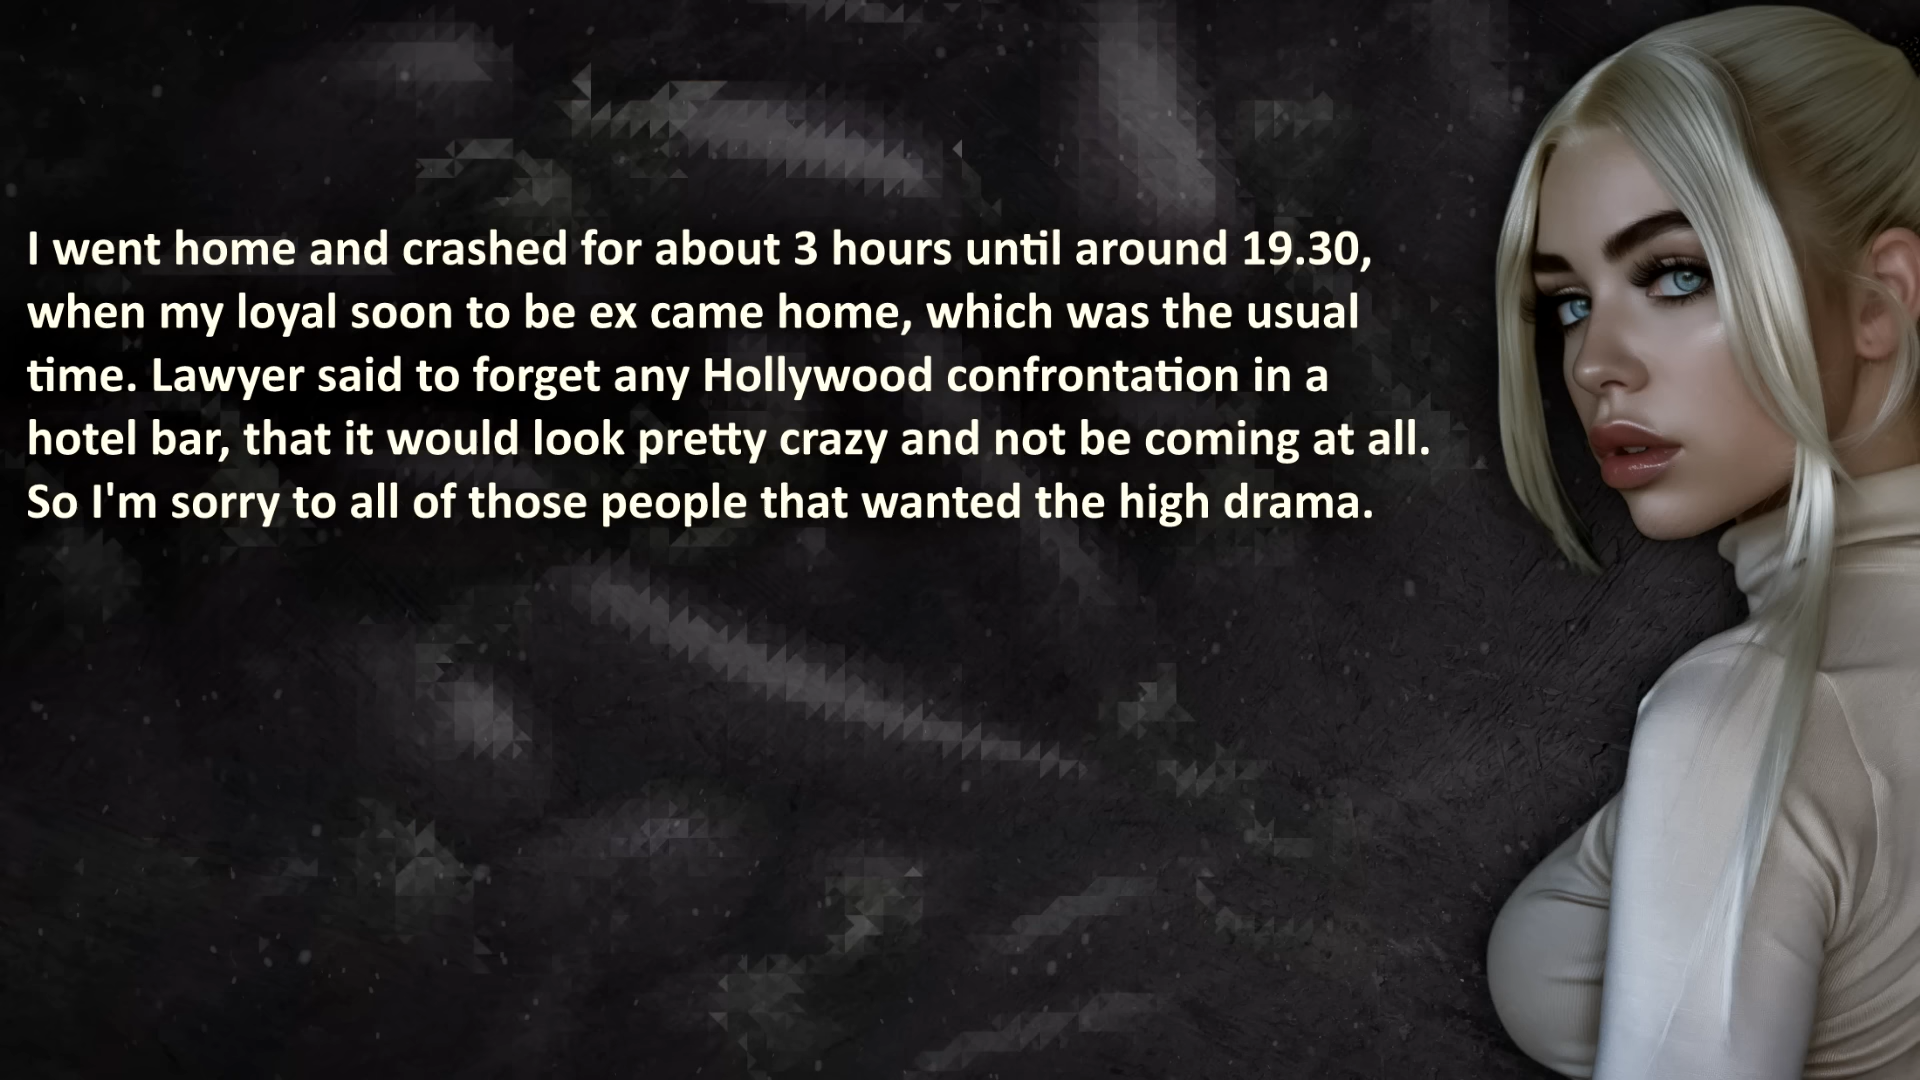 I went home and crashed for about 3 hours until around 19.30,
when my loyal soon to be ex came home, which was the usual
time. Lawyer said to forget any Hollywood confrontation in a
hotel bar, that it would look pretty crazy and not be coming at all.
So I'm sorry to all of those people that wanted the high drama.